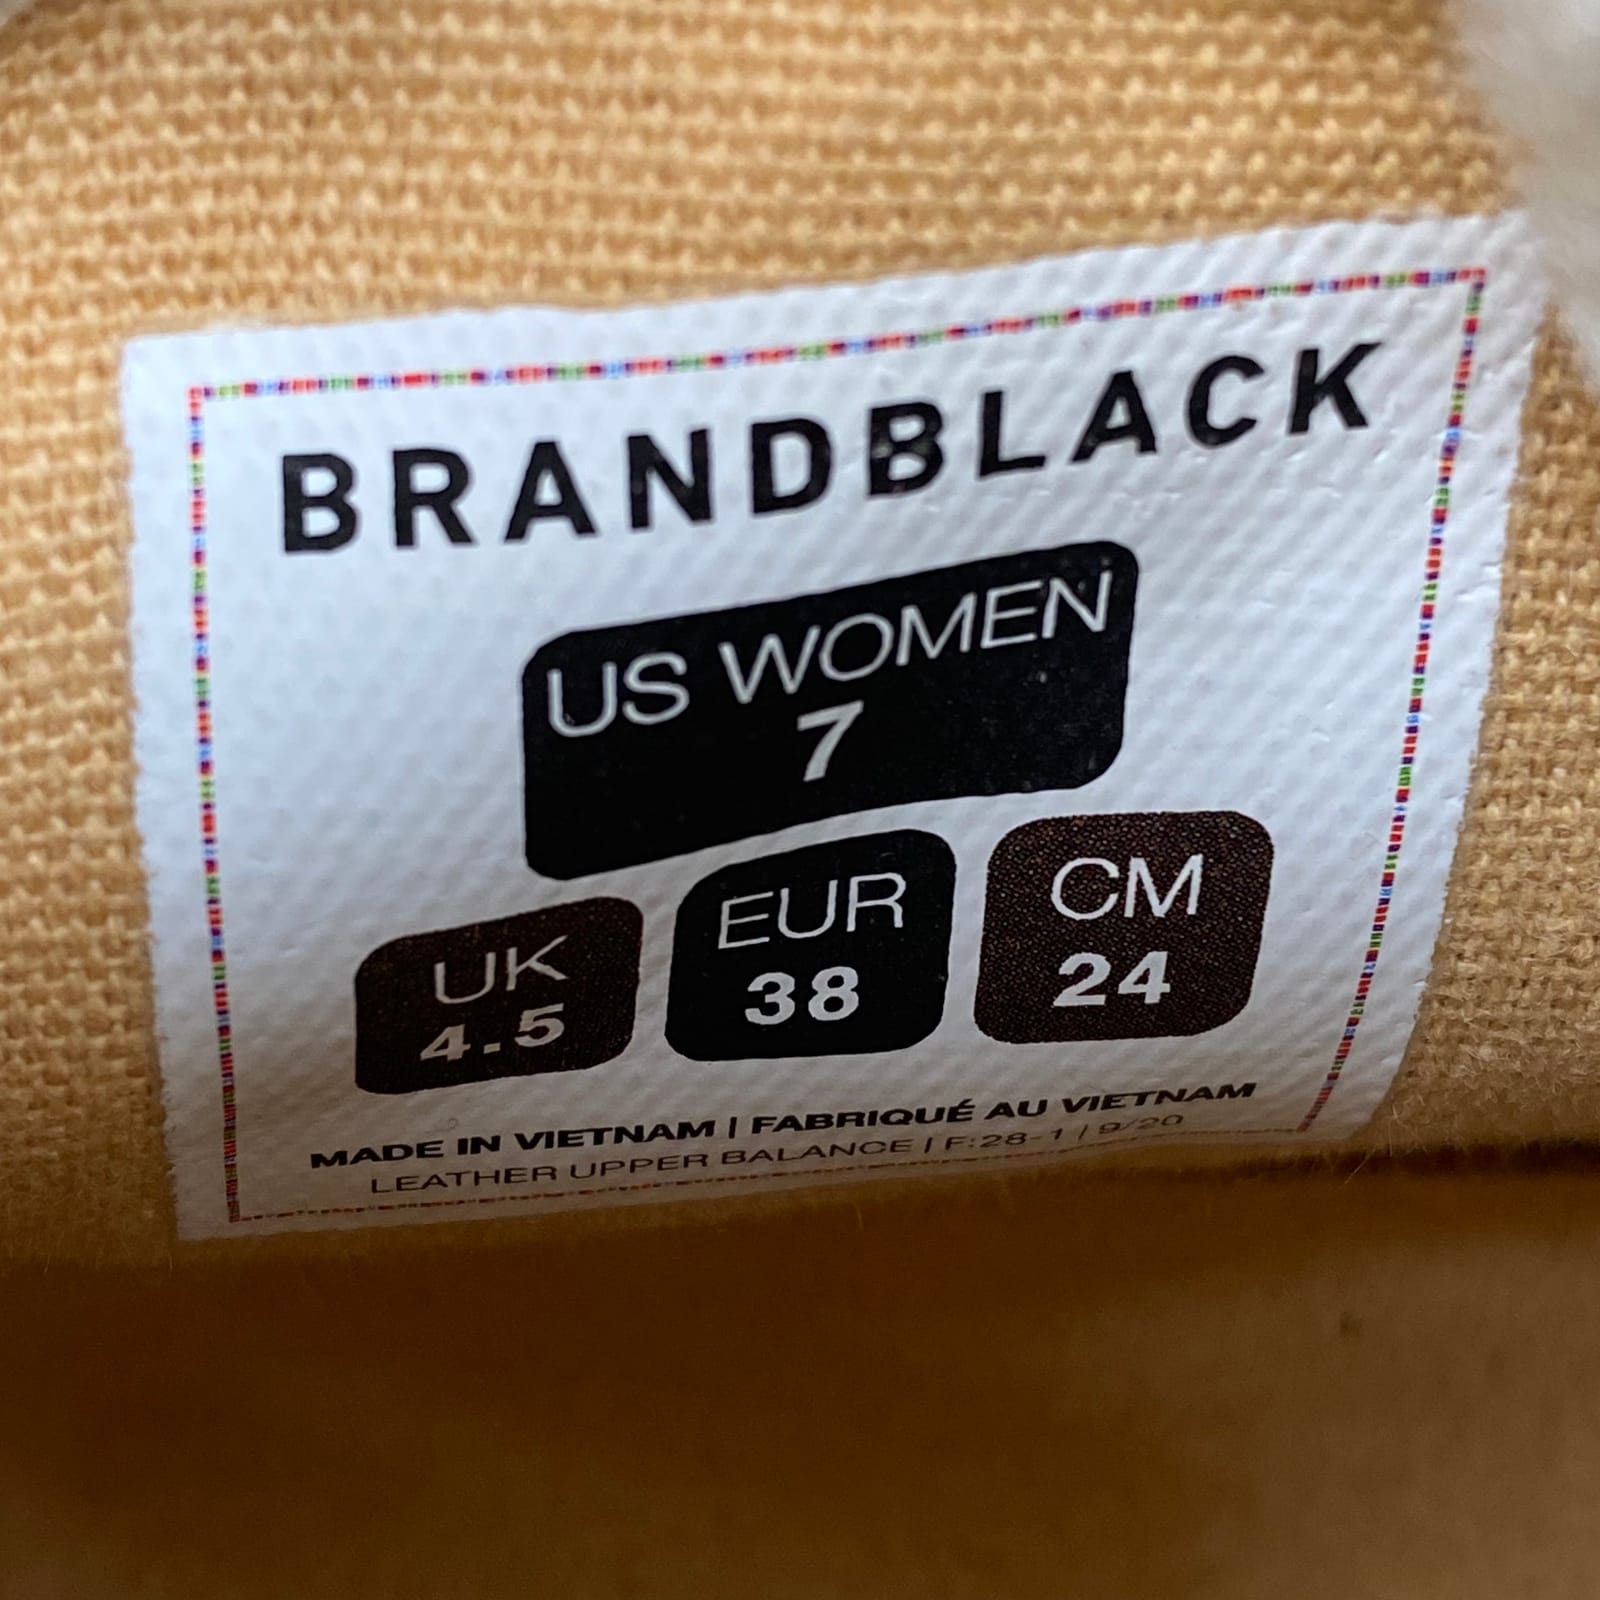 BRANDBLACK
US WOMEN
7
UK
4.5
EUR
38
CM
24
MADE IN VIETNAM | FABRIQUÉ AU VIETNAM
LEATHER UPPER BALANCE | F:28-1 | 9/20